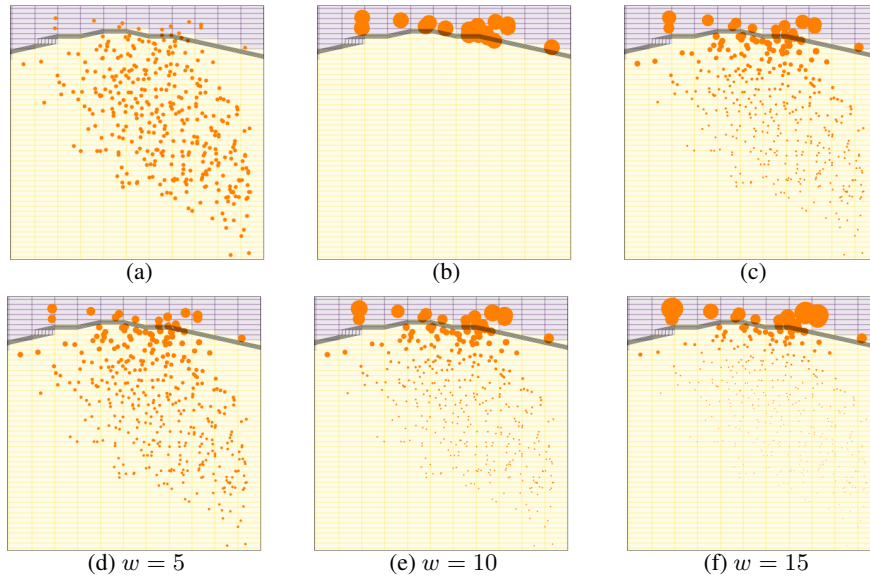 (a)
(b)
(c)
(d) w = 5
(e) w = 10
(f) w = 15